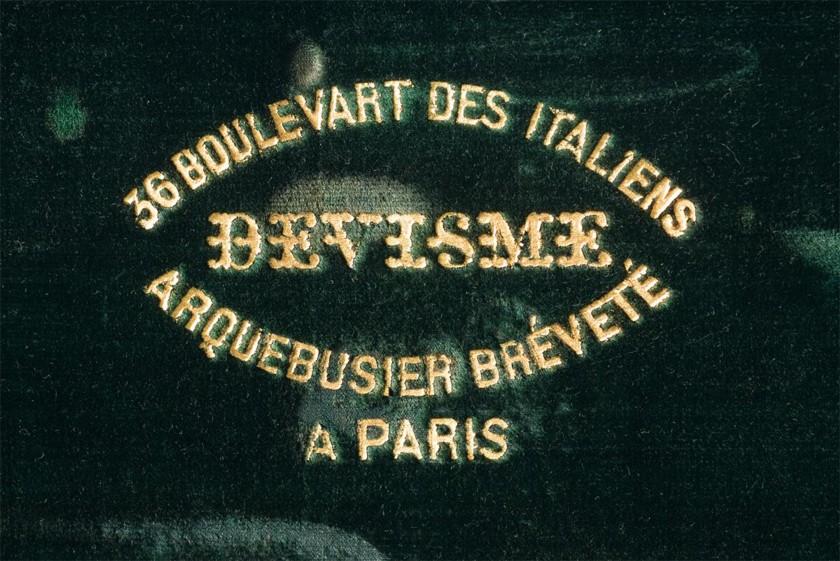 36 BOULEVART DES ITALIENS
DEVISME
ARQUEBUSIER BRÉVETÉ
A PARIS